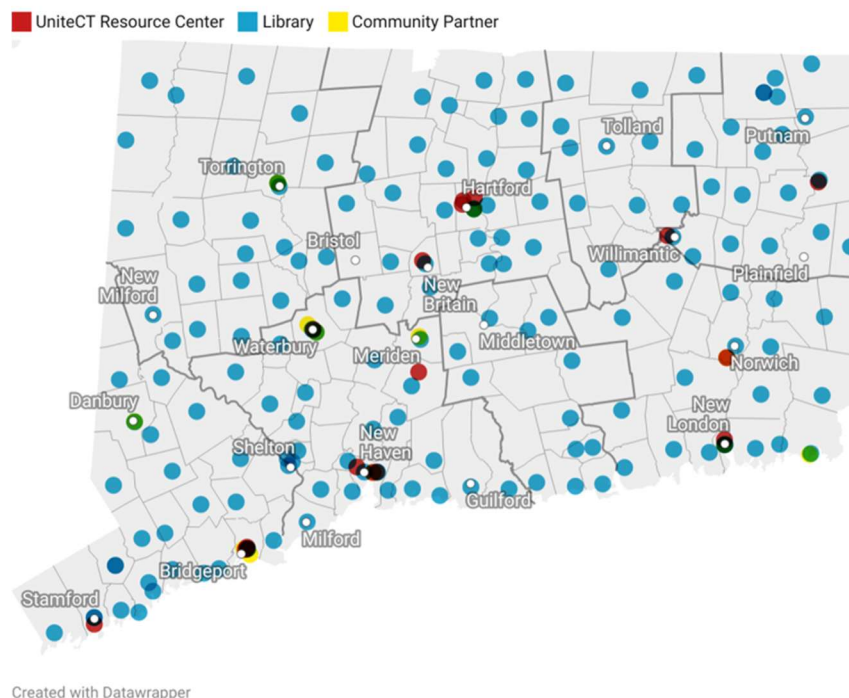 UniteCT Resource Center Library Community Partner
Tolland
Putnam
Torrington
Hartford
Bristol
Willimantic
Plainfield
New
Milford
New
Britain
Waterbury
Meriden
Middletown
Norwich
Danbury
New
London
Shelton
New
Haven
Guilford
Milford
Bridgeport
Stamford
Created with Datawrapper